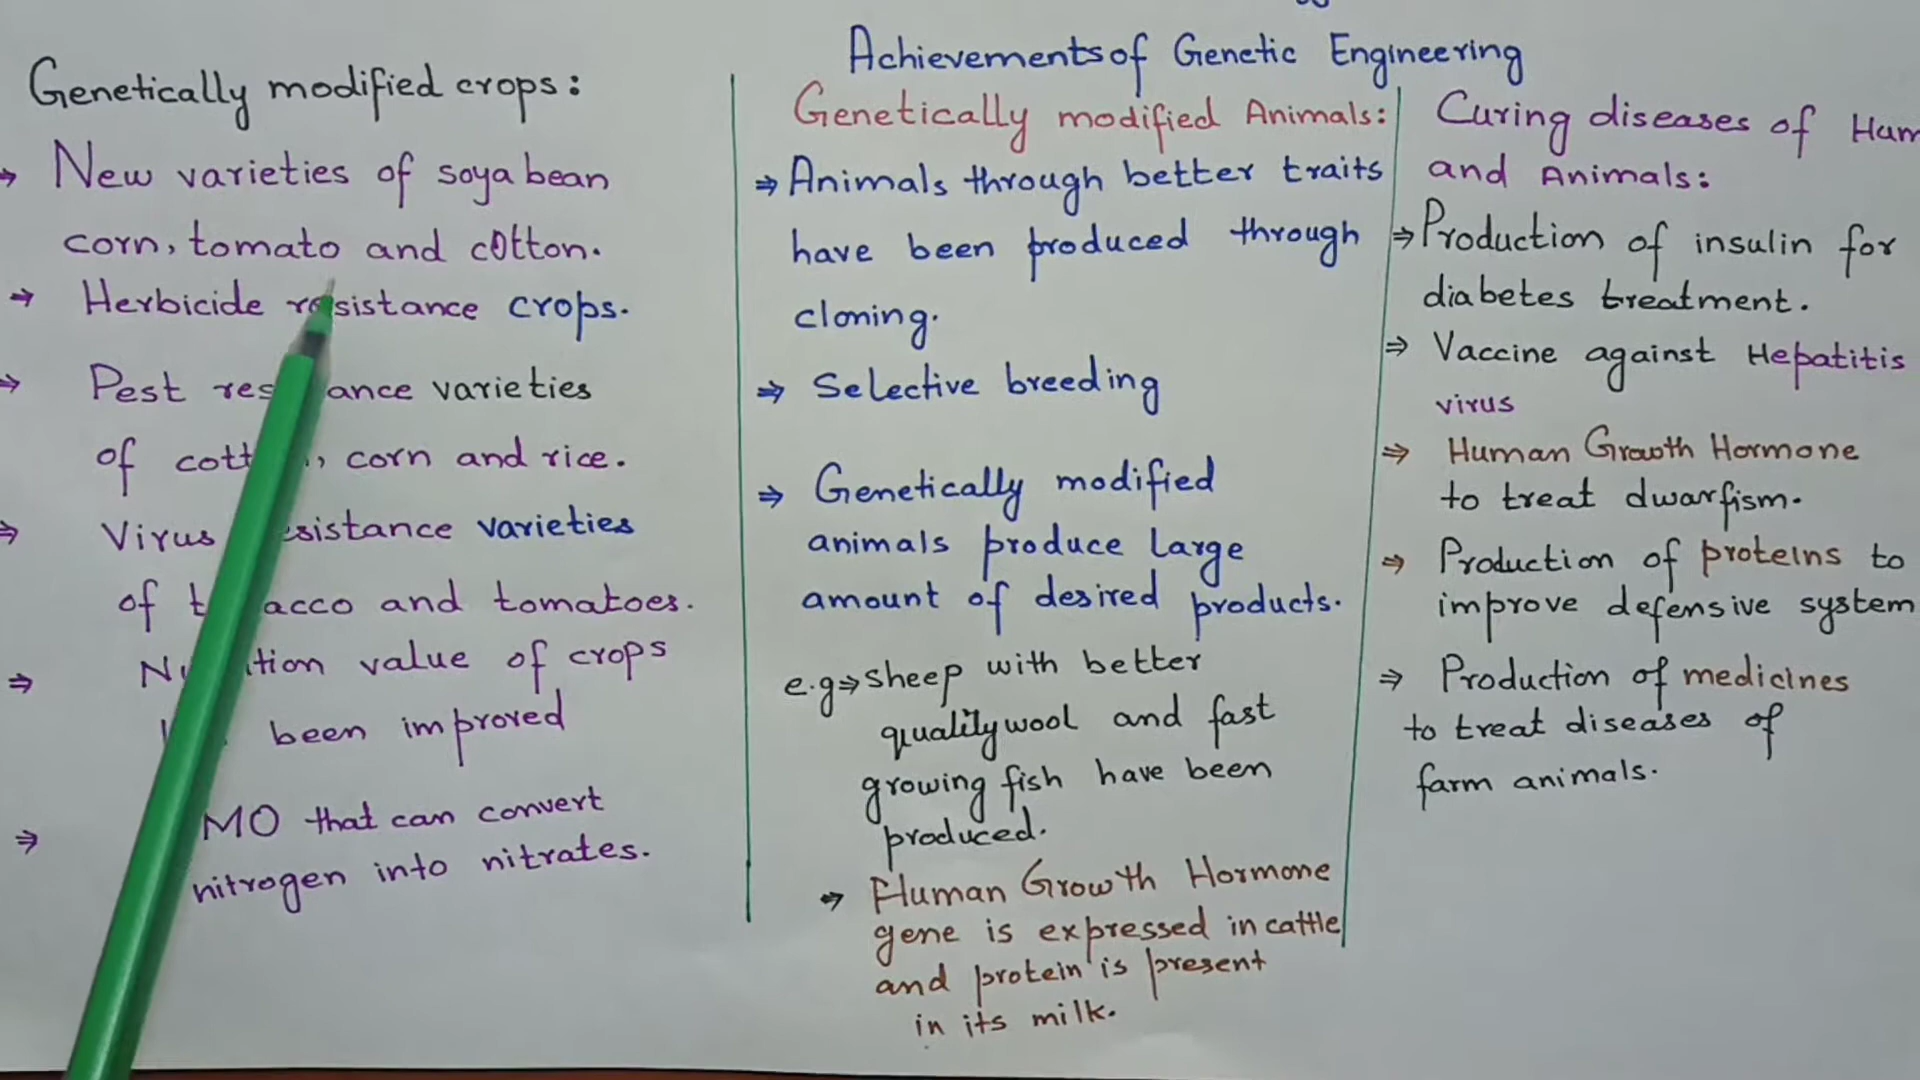 Achievements of Genetic Engineering
Genetically modified crops:
⇒ New varieties of soya bean
corn, tomato and cotton.
⇒ Herbicide resistance crops.
⇒ Pest varieties
of corn and rice.
⇒ Virus varieties
of and tomatoes.
⇒ value of crops
been improved
⇒ that can convert
nitrogen into nitrates.
Genetically modified Animals:
⇒ Animals through better traits
have been produced through
cloning.
⇒ Selective breeding
⇒ Genetically modified
animals produce large
amount of desired products.
e.g⇒ sheep with better
quality wool and fast
growing fish have been
produced.
⇒ Human Growth Hormone
gene is expressed in cattle
and protein is present
in its milk.
Curing diseases of
and Animals:
⇒ Production of insulin for
diabetes treatment.
⇒ Vaccine against Hepatitis
virus
⇒ Human Growth Hormone
to treat dwarfism.
⇒ Production of proteins to
improve defensive system
⇒ Production of medicines
to treat diseases of
farm animals.